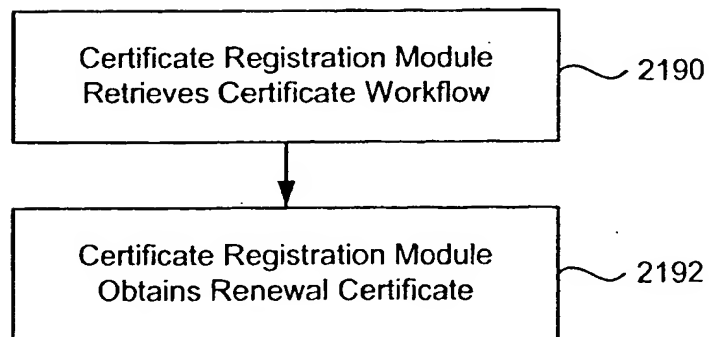 Certificate Registration Module
Retrieves Certificate Workflow
2190
Certificate Registration Module
Obtains Renewal Certificate
2192